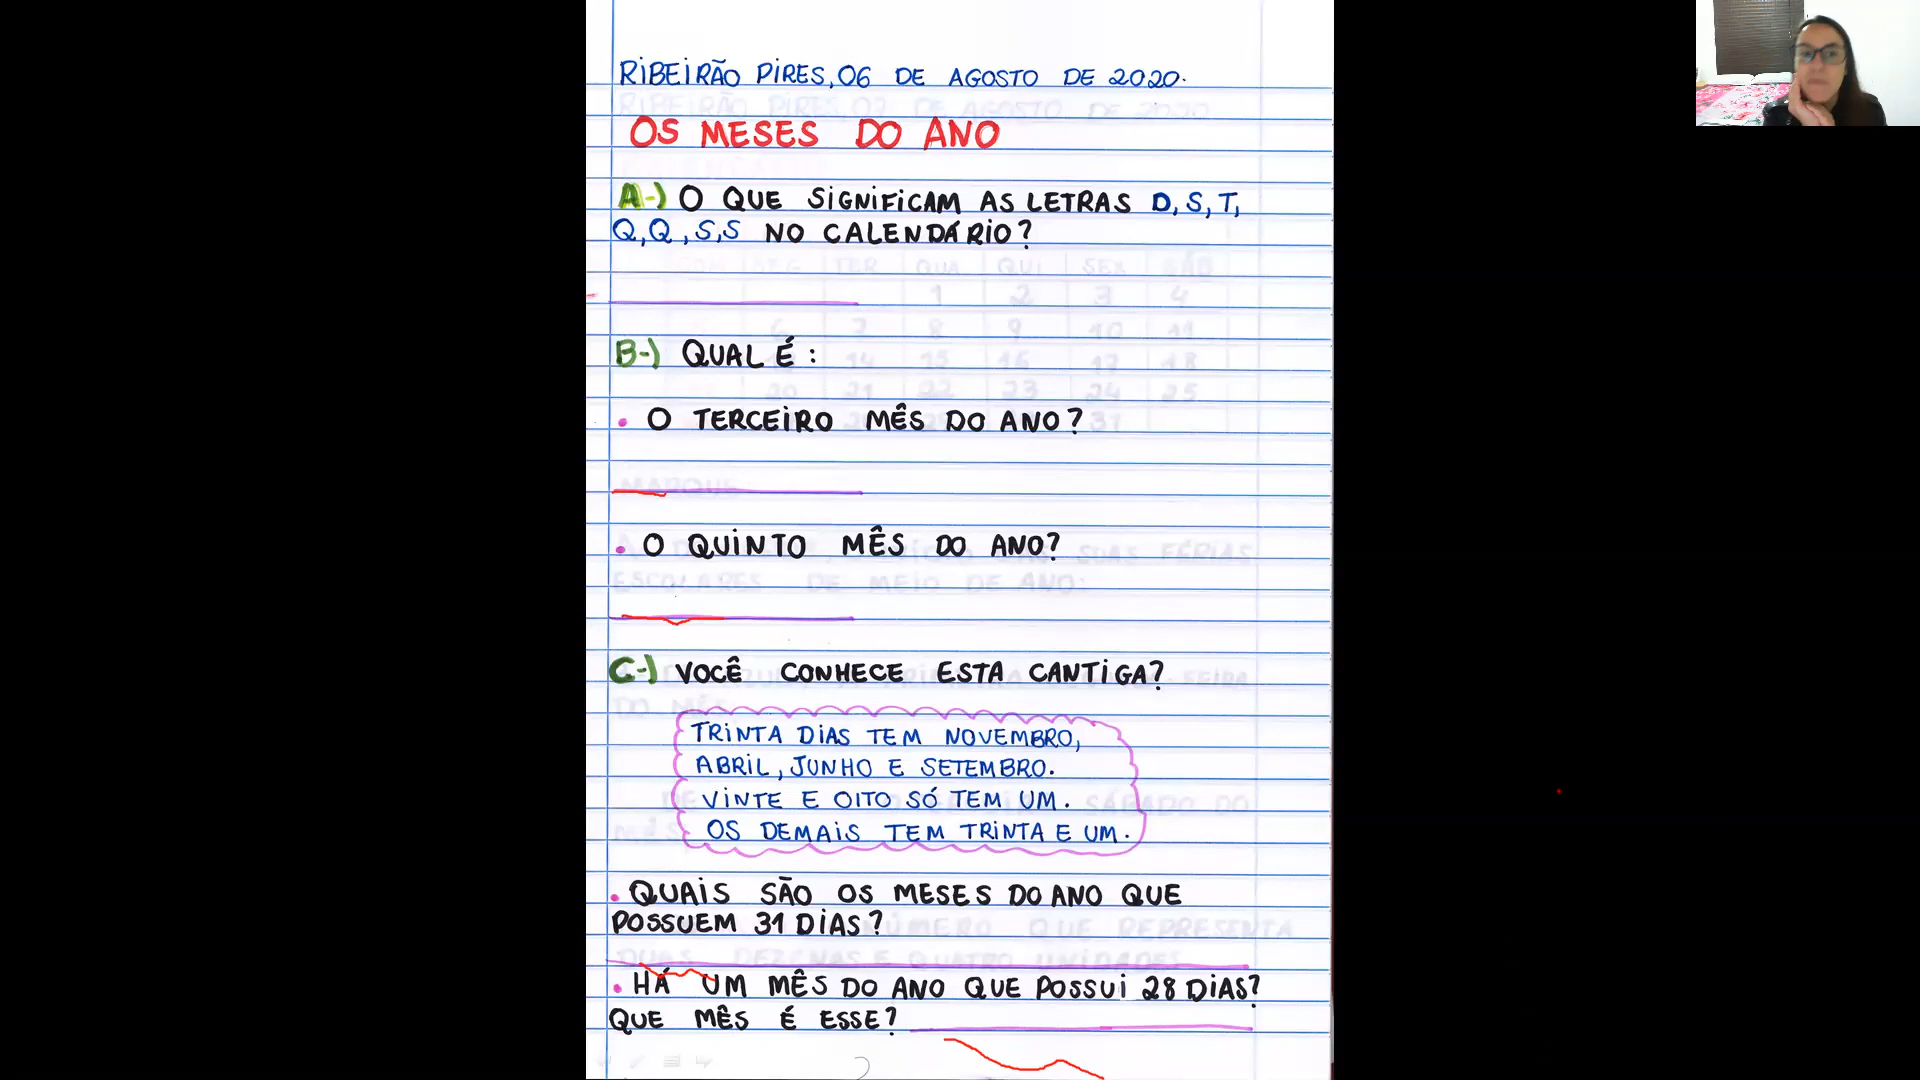 RIBEIRÃO PIRES, 06 DE AGOSTO DE 2020.
OS MESES DO ANO
A-) O QUE SIGNIFICAM AS LETRAS D, S, T,
Q, Q, S, S NO CALENDÁRIO?
B-) QUAL É:
• O TERCEIRO MÊS DO ANO?
• O QUINTO MÊS DO ANO?
C-) VOCÊ CONHECE ESTA CANTIGA?
TRINTA DIAS TEM NOVEMBRO,
ABRIL, JUNHO E SETEMBRO.
VINTE E OITO SÓ TEM UM.
OS DEMAIS TEM TRINTA E UM.
• QUAIS SÃO OS MESES DO ANO QUE
POSSUEM 31 DIAS?
• HÁ UM MÊS DO ANO QUE POSSUI 28 DIAS?
QUE MÊS É ESSE?